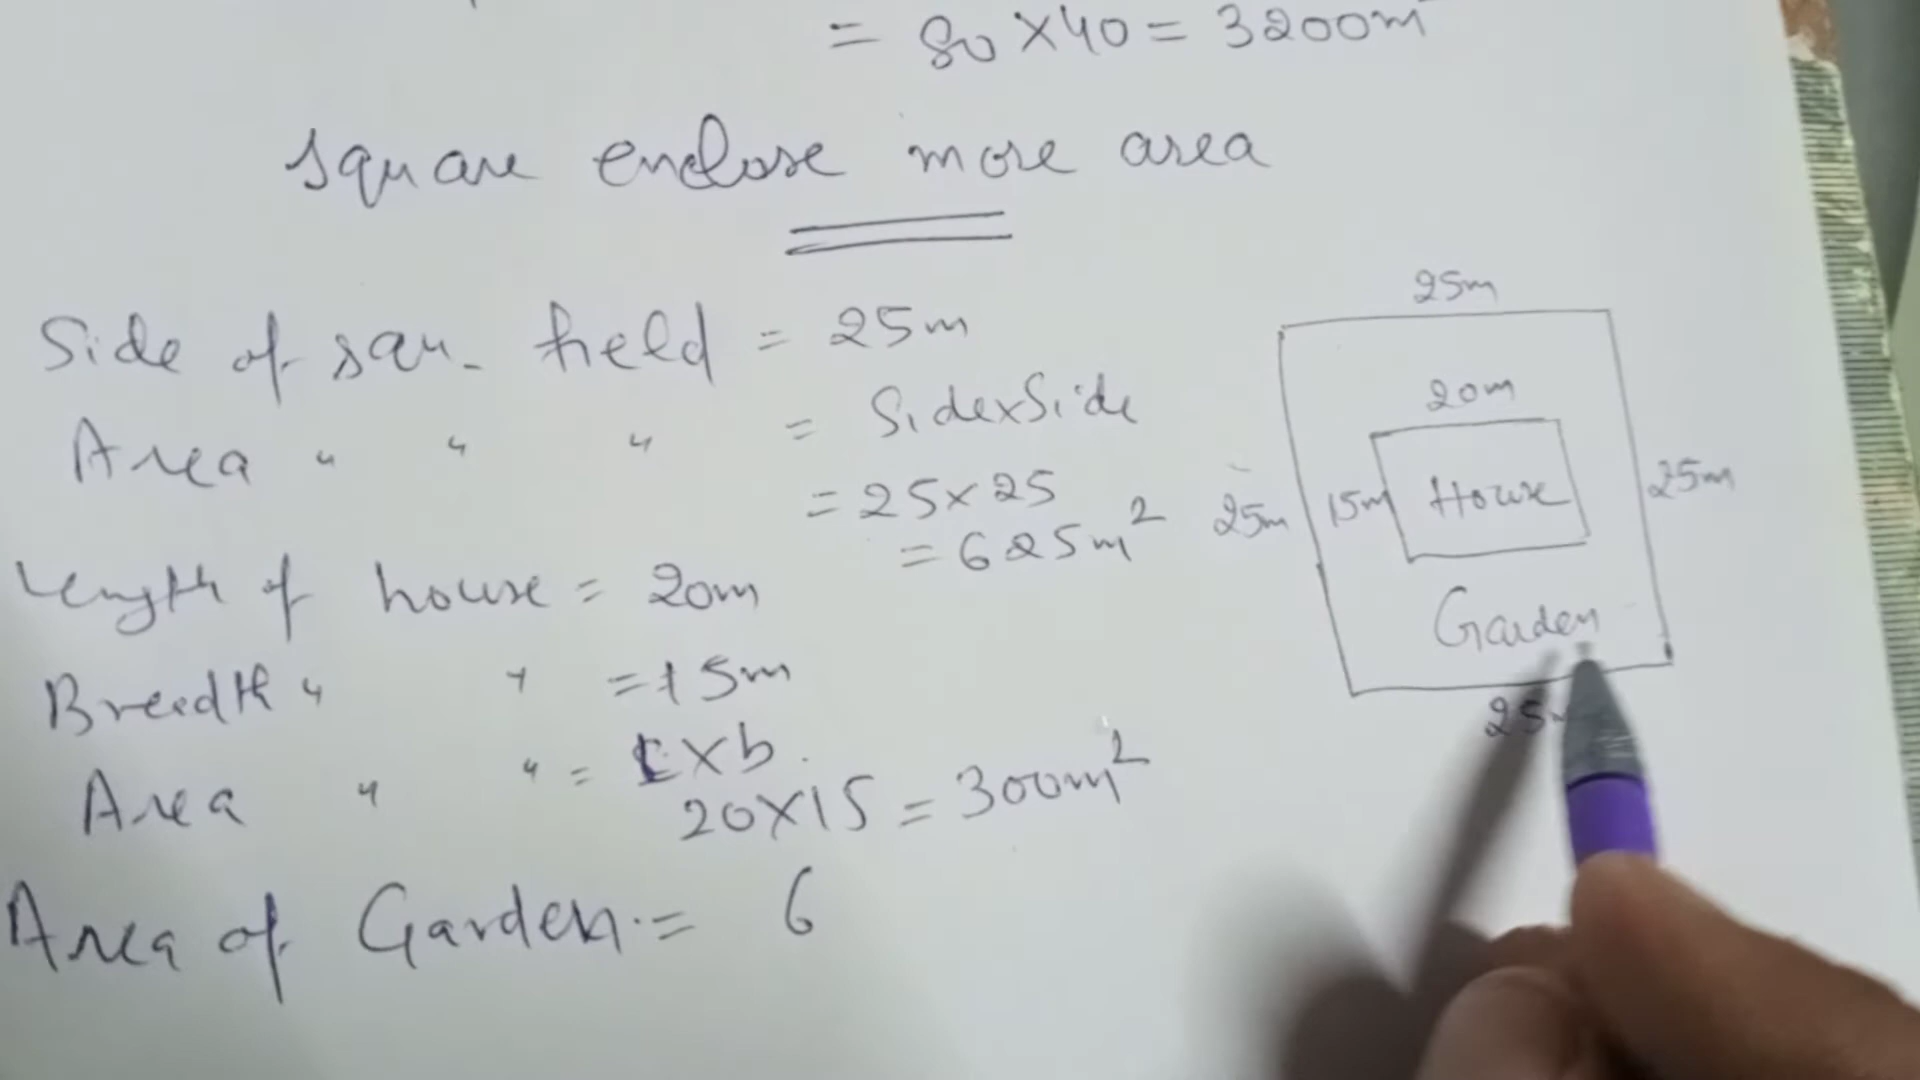 = 80 × 40 = 3200m
square enclose more area
Side of squ. field = 25m
Area " " " = Side×Side
= 25 × 25
= 625m²
Length of house = 20m
Breadth " " = 15m
Area " " = l × b
20 × 15 = 300m²
Area of Garden = 6
25m
20m
25m
15m
House
25m
Garden
25